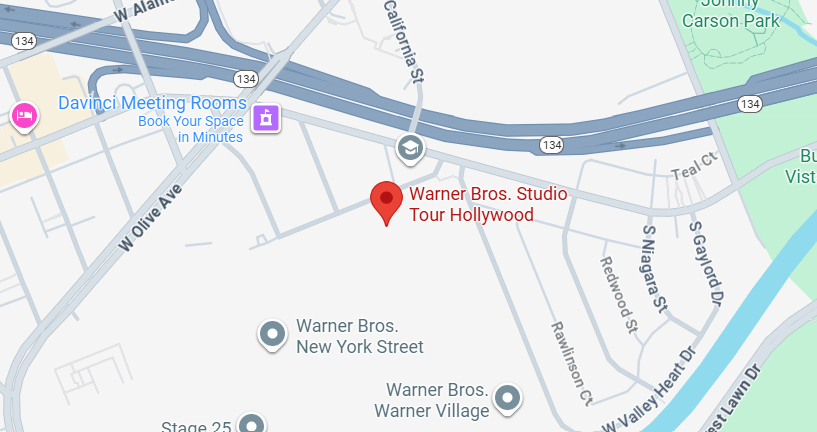 W Alam
134
California St
Johnny
Carson Park
134
134
134
Davinci Meeting Rooms
Book Your Space
in Minutes
W Olive Ave
Warner Bros. Studio
Tour Hollywood
Teal Ct
Bu
Vist
S Niagara St
S Gaylord Dr
Redwood St
Rawlinson Ct
W Valley Heart Dr
est Lawn Dr
Warner Bros.
New York Street
Warner Bros.
Warner Village
Stage 25